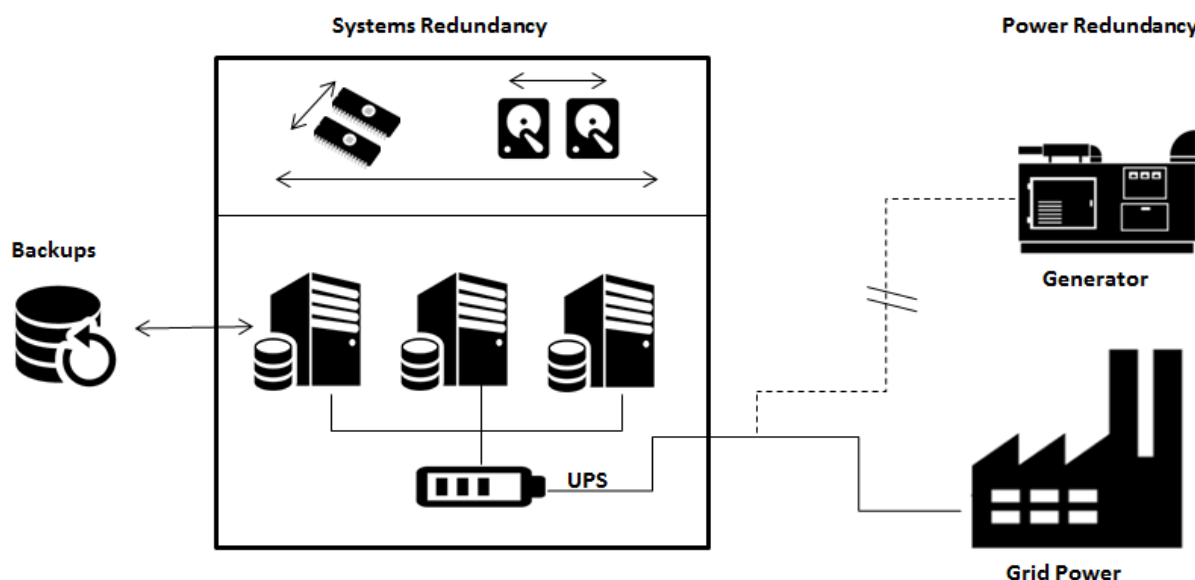 Systems Redundancy
Power Redundancy
Backups
Generator
UPS
Grid Power